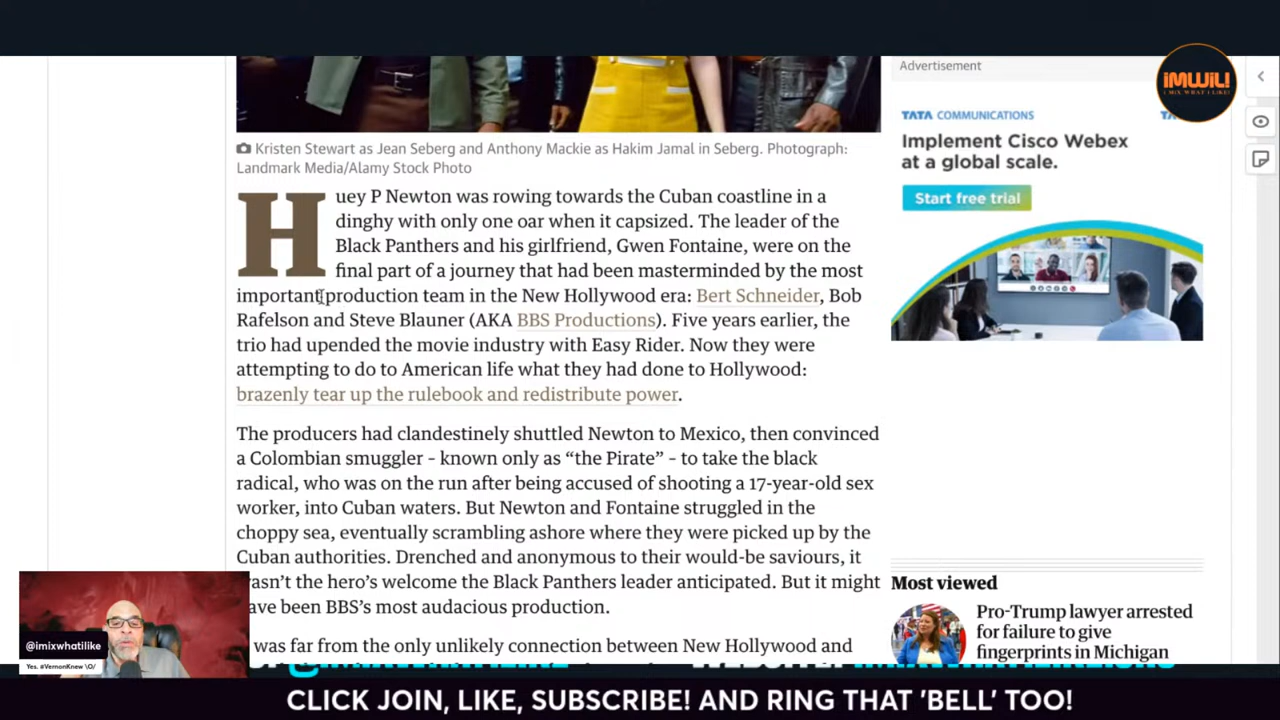 Advertisement
iMWiL!
I MIX WHAT I LIKE!
TATA COMMUNICATIONS
Implement Cisco Webex
at a global scale.
Start free trial
Kristen Stewart as Jean Seberg and Anthony Mackie as Hakim Jamal in Seberg. Photograph:
Landmark Media/Alamy Stock Photo
Huey P Newton was rowing towards the Cuban coastline in a
dinghy with only one oar when it capsized. The leader of the
Black Panthers and his girlfriend, Gwen Fontaine, were on the
final part of a journey that had been masterminded by the most
important production team in the New Hollywood era: Bert Schneider, Bob
Rafelson and Steve Blauner (AKA BBS Productions). Five years earlier, the
trio had upended the movie industry with Easy Rider. Now they were
attempting to do to American life what they had done to Hollywood:
brazenly tear up the rulebook and redistribute power.
The producers had clandestinely shuttled Newton to Mexico, then convinced
a Colombian smuggler – known only as “the Pirate” – to take the black
radical, who was on the run after being accused of shooting a 17-year-old sex
worker, into Cuban waters. But Newton and Fontaine struggled in the
choppy sea, eventually scrambling ashore where they were picked up by the
Cuban authorities. Drenched and anonymous to their would-be saviours, it
wasn’t the hero’s welcome the Black Panthers leader anticipated. But it might
have been BBS’s most audacious production.
was far from the only unlikely connection between New Hollywood and
Most viewed
Pro-Trump lawyer arrested
for failure to give
fingerprints in Michigan
@imixwhatilike
Yes. #VernonKnew \O/
CLICK JOIN, LIKE, SUBSCRIBE! AND RING THAT 'BELL' TOO!